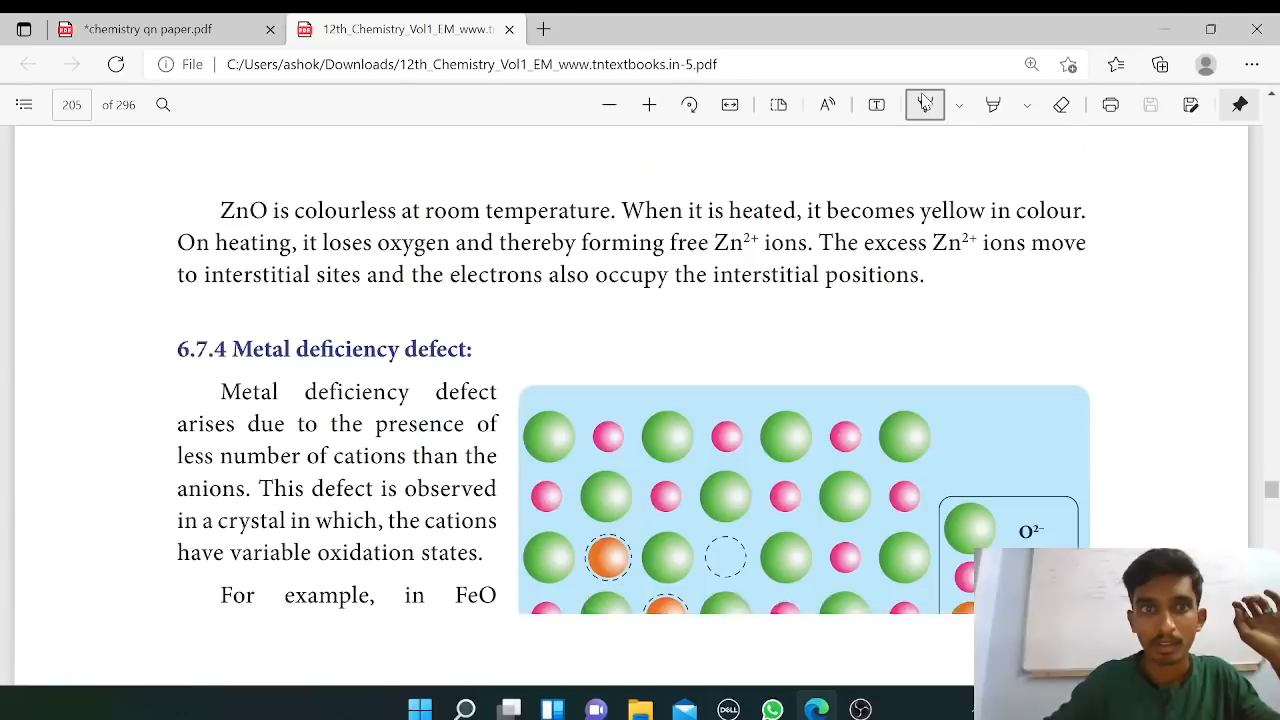 *chemistry qn paper.pdf
12th_Chemistry_Vol1_EM_www.t
File
C:/Users/ashok/Downloads/12th_Chemistry_Vol1_EM_www.tntextbooks.in-5.pdf
205 of 296
ZnO is colourless at room temperature. When it is heated, it becomes yellow in colour.
On heating, it loses oxygen and thereby forming free Zn²⁺ ions. The excess Zn²⁺ ions move
to interstitial sites and the electrons also occupy the interstitial positions.
6.7.4 Metal deficiency defect:
Metal deficiency defect
arises due to the presence of
less number of cations than the
anions. This defect is observed
in a crystal in which, the cations
have variable oxidation states.
For example, in FeO
O²⁻
DELL